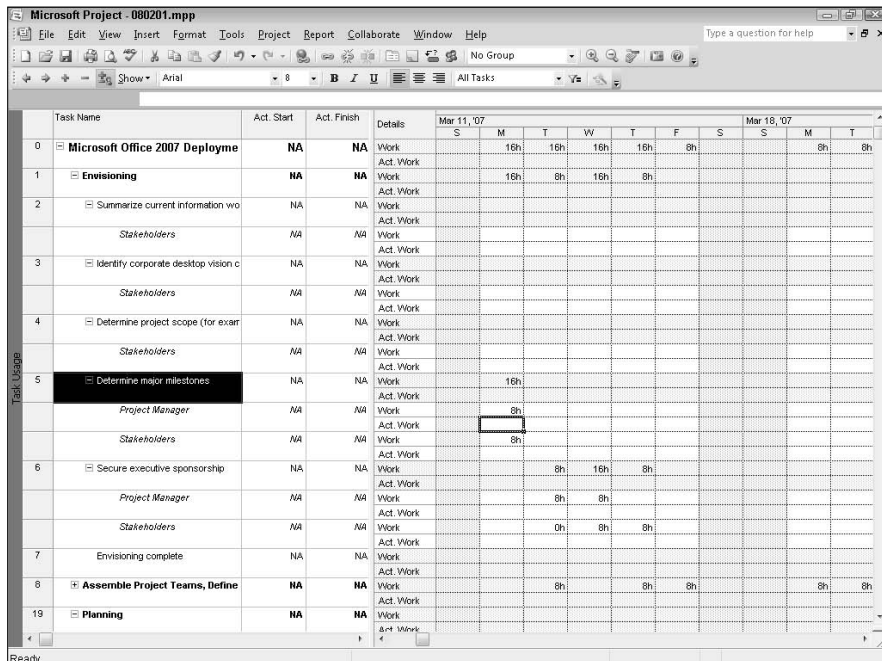 Microsoft Project - 080201.mpp
File Edit View Insert Format Tools Project Report Collaborate Window Help
Type a question for help
No Group
Show Arial 8 B I U All Tasks
Task Name Act. Start Act. Finish Details Mar 11, '07 Mar 18, '07
S M T W T F S S M T
0 Microsoft Office 2007 Deployme NA NA Work 16h 16h 16h 16h 8h 8h 8h
Act. Work
1 Envisioning NA NA Work 16h 8h 16h 8h
Act. Work
2 Summarize current information wo NA NA Work
Act. Work
Stakeholders NA NA Work
Act. Work
3 Identify corporate desktop vision c NA NA Work
Act. Work
Stakeholders NA NA Work
Act. Work
4 Determine project scope (for exam NA NA Work
Act. Work
Stakeholders NA NA Work
Act. Work
5 Determine major milestones NA NA Work 16h
Act. Work
Project Manager NA NA Work 8h
Act. Work
Stakeholders NA NA Work 8h
Act. Work
6 Secure executive sponsorship NA NA Work 8h 16h 8h
Act. Work
Project Manager NA NA Work 8h 8h
Act. Work
Stakeholders NA NA Work 0h 8h 8h
Act. Work
7 Envisioning complete NA NA Work
Act. Work
8 Assemble Project Teams, Define NA NA Work 8h 8h 8h 8h 8h
Act. Work
19 Planning NA NA Work
Act. Work
Task Usage
Ready